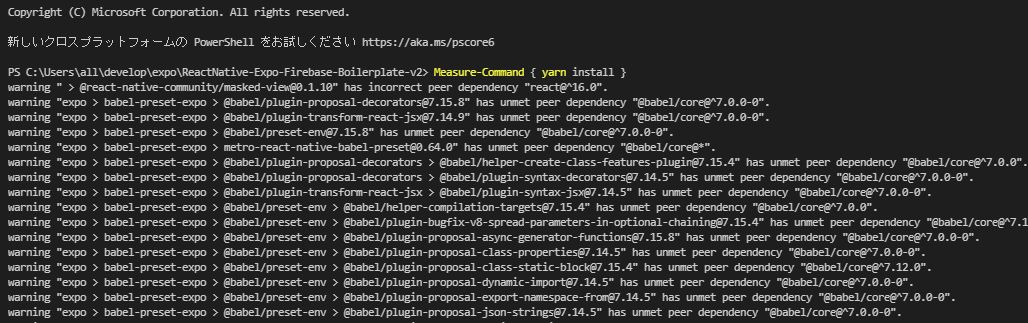 Copyright (C) Microsoft Corporation. All rights reserved.
新しいクロスプラットフォームの PowerShell をお試しください https://aka.ms/pscore6
PS C:\Users\all\develop\expo\ReactNative-Expo-Firebase-Boilerplate-v2> Measure-Command { yarn install }
warning " > @react-native-community/masked-view@0.1.10" has incorrect peer dependency "react@^16.0".
warning "expo > babel-preset-expo > @babel/plugin-proposal-decorators@7.15.8" has unmet peer dependency "@babel/core@^7.0.0-0".
warning "expo > babel-preset-expo > @babel/plugin-transform-react-jsx@7.14.9" has unmet peer dependency "@babel/core@^7.0.0-0".
warning "expo > babel-preset-expo > @babel/preset-env@7.15.8" has unmet peer dependency "@babel/core@^7.0.0-0".
warning "expo > babel-preset-expo > metro-react-native-babel-preset@0.64.0" has unmet peer dependency "@babel/core@*".
warning "expo > babel-preset-expo > @babel/plugin-proposal-decorators > @babel/helper-create-class-features-plugin@7.15.4" has unmet peer dependency "@babel/core@^7.0.0".
warning "expo > babel-preset-expo > @babel/plugin-proposal-decorators > @babel/plugin-syntax-decorators@7.14.5" has unmet peer dependency "@babel/core@^7.0.0-0".
warning "expo > babel-preset-expo > @babel/plugin-transform-react-jsx > @babel/plugin-syntax-jsx@7.14.5" has unmet peer dependency "@babel/core@^7.0.0-0".
warning "expo > babel-preset-expo > @babel/preset-env > @babel/helper-compilation-targets@7.15.4" has unmet peer dependency "@babel/core@^7.0.0".
warning "expo > babel-preset-expo > @babel/preset-env > @babel/plugin-bugfix-v8-spread-parameters-in-optional-chaining@7.15.4" has unmet peer dependency "@babel/core@^7.1
warning "expo > babel-preset-expo > @babel/preset-env > @babel/plugin-proposal-async-generator-functions@7.15.8" has unmet peer dependency "@babel/core@^7.0.0-0".
warning "expo > babel-preset-expo > @babel/preset-env > @babel/plugin-proposal-class-properties@7.14.5" has unmet peer dependency "@babel/core@^7.0.0-0".
warning "expo > babel-preset-expo > @babel/preset-env > @babel/plugin-proposal-class-static-block@7.15.4" has unmet peer dependency "@babel/core@^7.12.0".
warning "expo > babel-preset-expo > @babel/preset-env > @babel/plugin-proposal-dynamic-import@7.14.5" has unmet peer dependency "@babel/core@^7.0.0-0".
warning "expo > babel-preset-expo > @babel/preset-env > @babel/plugin-proposal-export-namespace-from@7.14.5" has unmet peer dependency "@babel/core@^7.0.0-0".
warning "expo > babel-preset-expo > @babel/preset-env > @babel/plugin-proposal-json-strings@7.14.5" has unmet peer dependency "@babel/core@^7.0.0-0".